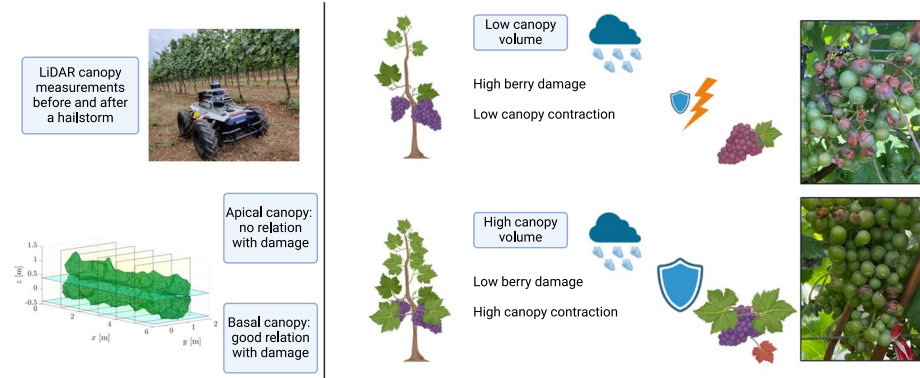 LiDAR canopy
measurements
before and after
a hailstorm
Apical canopy:
no relation
with damage
1.5
1
0.5
0
-0.5
z [m]
0
2
4
6
x [m]
0
1
2
y [m]
Basal canopy:
good relation
with damage
Low canopy
volume
High berry damage
Low canopy contraction
High canopy
volume
Low berry damage
High canopy contraction